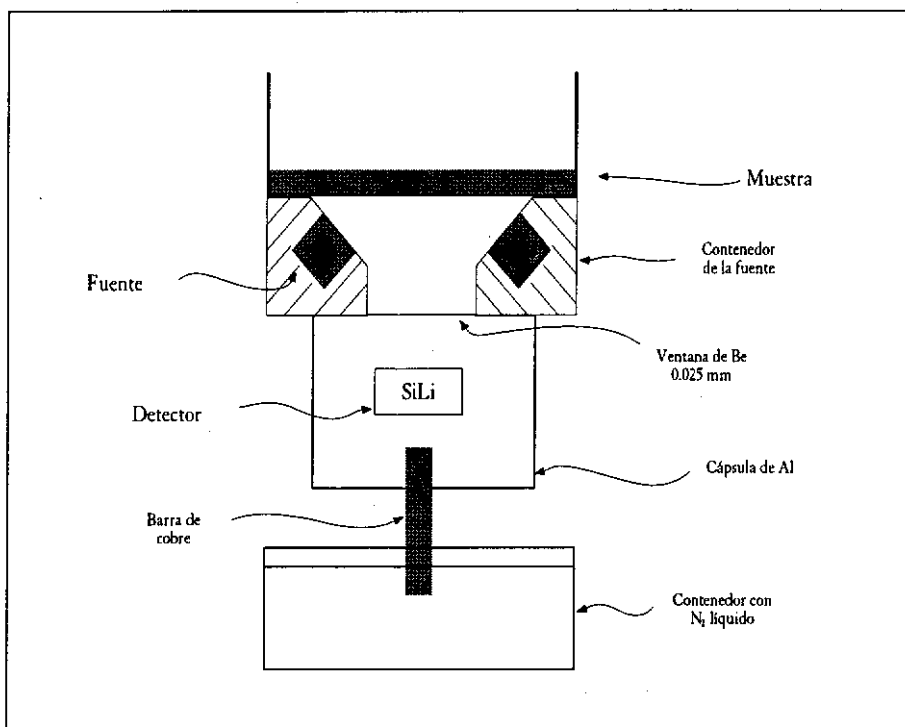 Muestra
Contenedor
de la fuente
Fuente
Ventana de Be
0.025 mm
SiLi
Detector
Cápsula de Al
Barra de
cobre
Contenedor con
N₂ líquido